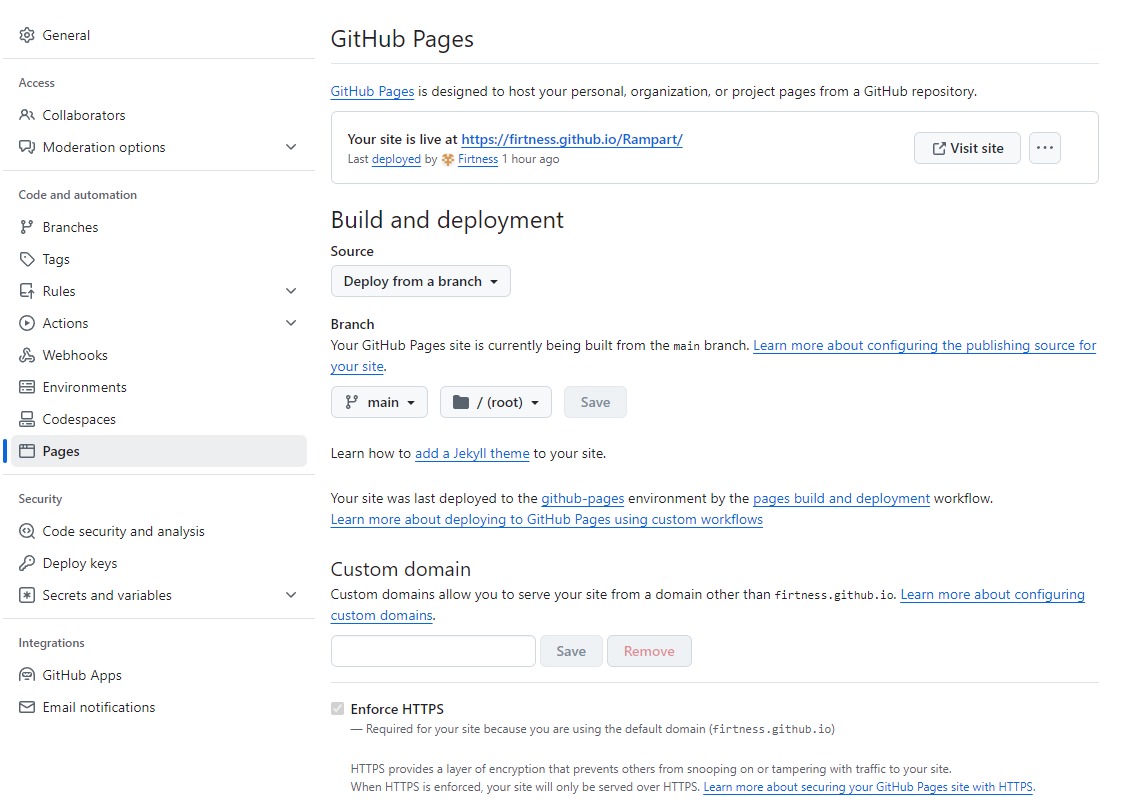 General
Access
Collaborators
Moderation options
Code and automation
Branches
Tags
Rules
Actions
Webhooks
Environments
Codespaces
Pages
Security
Code security and analysis
Deploy keys
Secrets and variables
Integrations
GitHub Apps
Email notifications
GitHub Pages
GitHub Pages is designed to host your personal, organization, or project pages from a GitHub repository.
Your site is live at https://firtness.github.io/Rampart/
Last deployed by Firtness 1 hour ago
Visit site
Build and deployment
Source
Deploy from a branch
Branch
Your GitHub Pages site is currently being built from the main branch. Learn more about configuring the publishing source for
your site.
main
/ (root)
Save
Learn how to add a Jekyll theme to your site.
Your site was last deployed to the github-pages environment by the pages build and deployment workflow.
Learn more about deploying to GitHub Pages using custom workflows
Custom domain
Custom domains allow you to serve your site from a domain other than firtness.github.io. Learn more about configuring
custom domains.
Save
Remove
Enforce HTTPS
— Required for your site because you are using the default domain (firtness.github.io)
HTTPS provides a layer of encryption that prevents others from snooping on or tampering with traffic to your site.
When HTTPS is enforced, your site will only be served over HTTPS. Learn more about securing your GitHub Pages site with HTTPS.